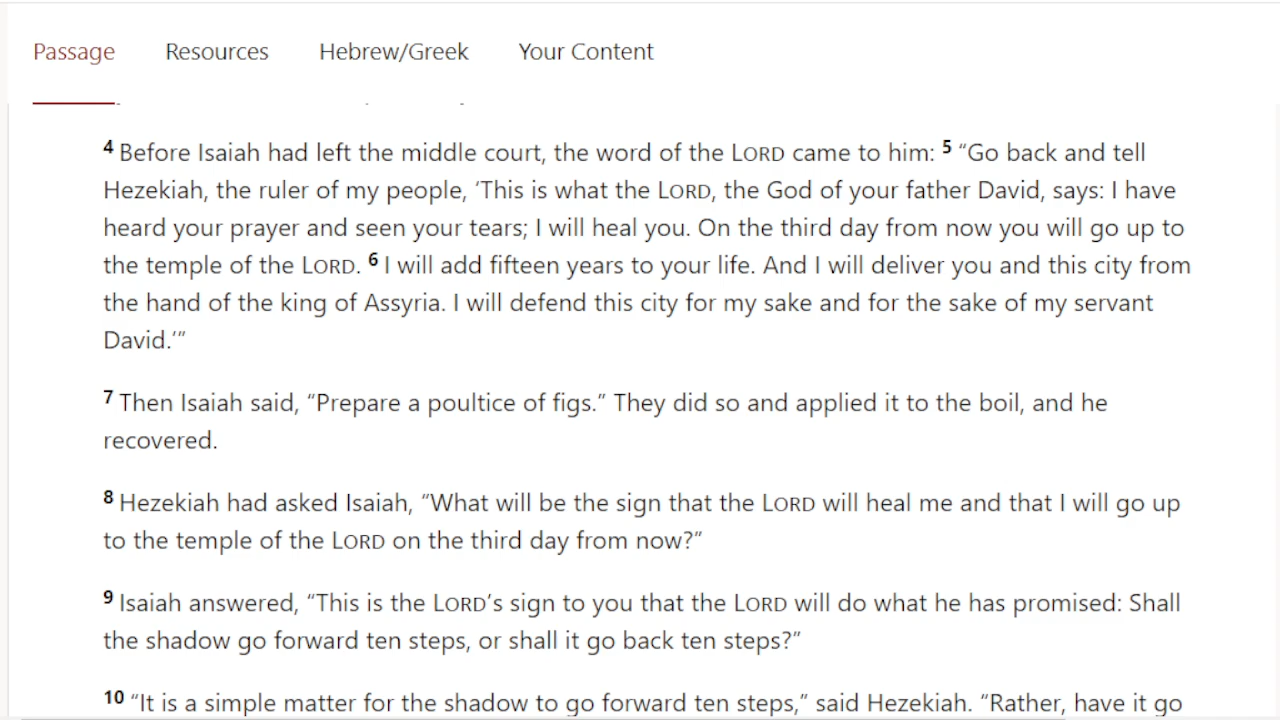 Passage Resources Hebrew/Greek Your Content
4 Before Isaiah had left the middle court, the word of the LORD came to him: 5 “Go back and tell
Hezekiah, the ruler of my people, ‘This is what the LORD, the God of your father David, says: I have
heard your prayer and seen your tears; I will heal you. On the third day from now you will go up to
the temple of the LORD. 6 I will add fifteen years to your life. And I will deliver you and this city from
the hand of the king of Assyria. I will defend this city for my sake and for the sake of my servant
David.’”
7 Then Isaiah said, “Prepare a poultice of figs.” They did so and applied it to the boil, and he
recovered.
8 Hezekiah had asked Isaiah, “What will be the sign that the LORD will heal me and that I will go up
to the temple of the LORD on the third day from now?”
9 Isaiah answered, “This is the LORD’s sign to you that the LORD will do what he has promised: Shall
the shadow go forward ten steps, or shall it go back ten steps?”
10 “It is a simple matter for the shadow to go forward ten steps,” said Hezekiah. “Rather, have it go